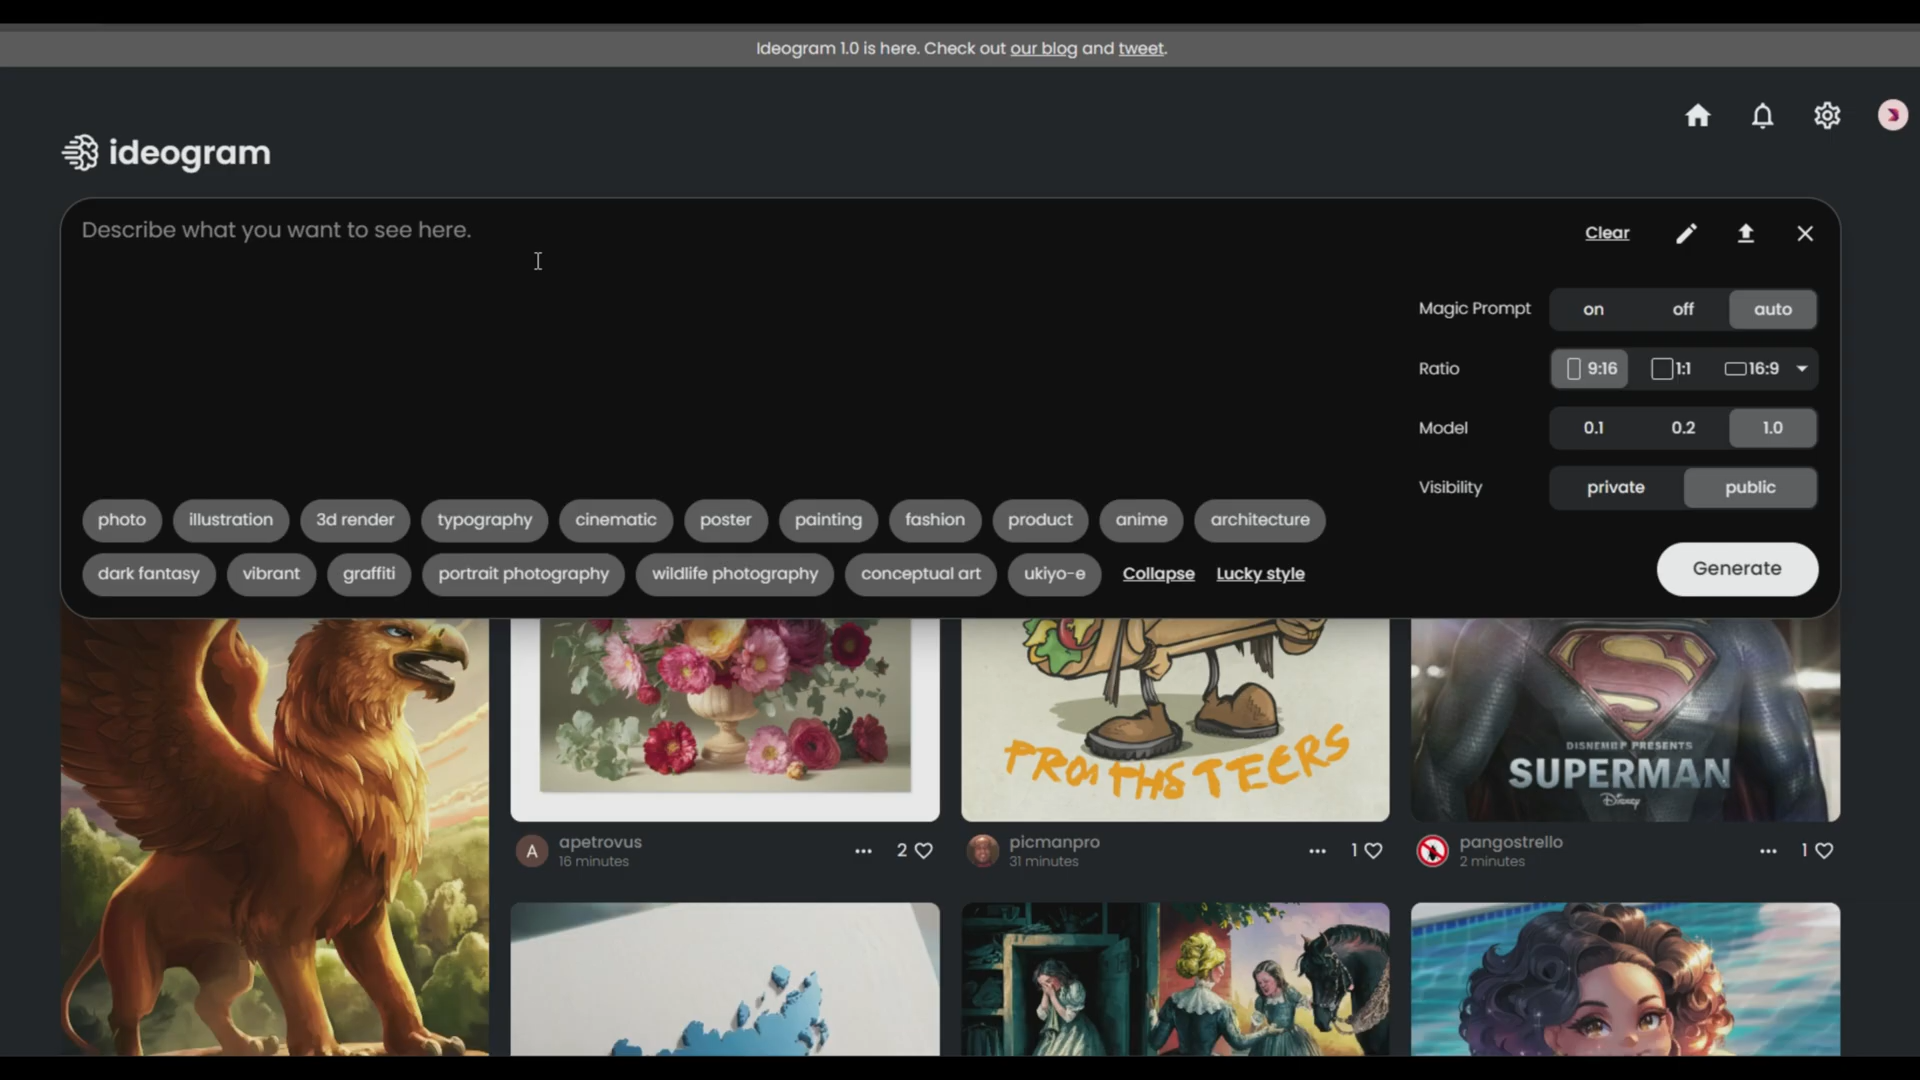 Ideogram 1.0 is here. Check out our blog and tweet.
ideogram
Describe what you want to see here.
Clear
Magic Prompt on off auto
Ratio 9:16 1:1 16:9
Model 0.1 0.2 1.0
Visibility private public
photo illustration 3d render typography cinematic poster painting fashion product anime architecture
dark fantasy vibrant graffiti portrait photography wildlife photography conceptual art ukiyo-e Collapse Lucky style
Generate
PRESENTS
SUPERMAN
Disney
TEERS
A apetrovus
16 minutes
2
picmanpro
31 minutes
1
pangostrello
2 minutes
1